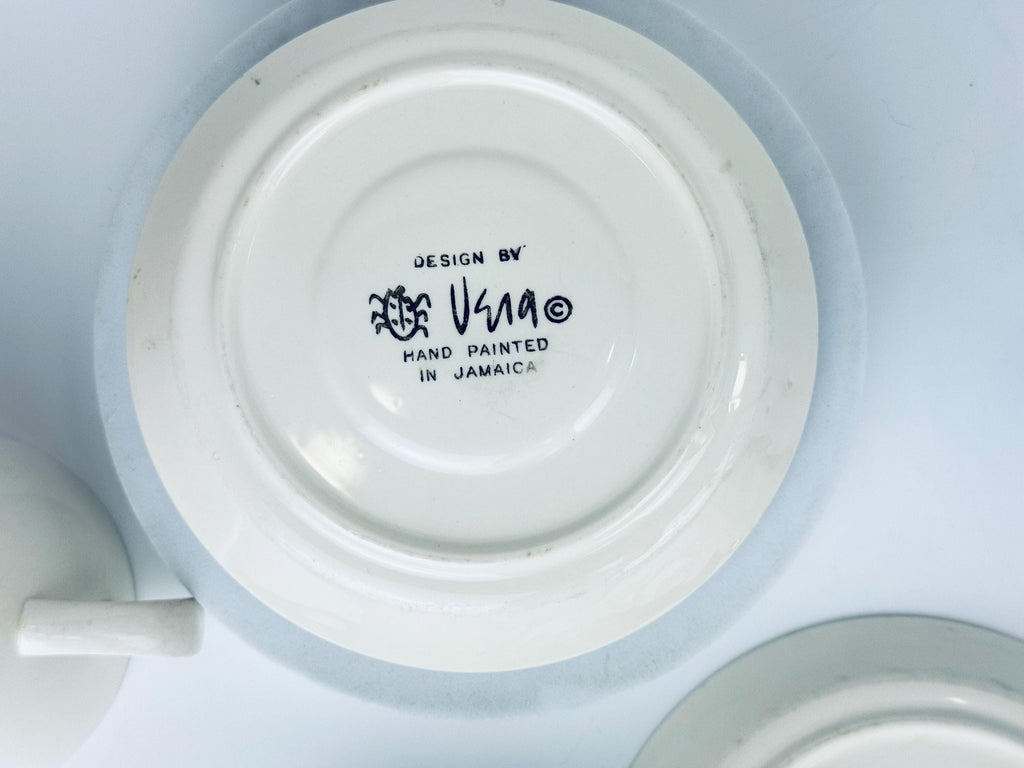 DESIGN BY
Vera ©
HAND PAINTED
IN JAMAICA